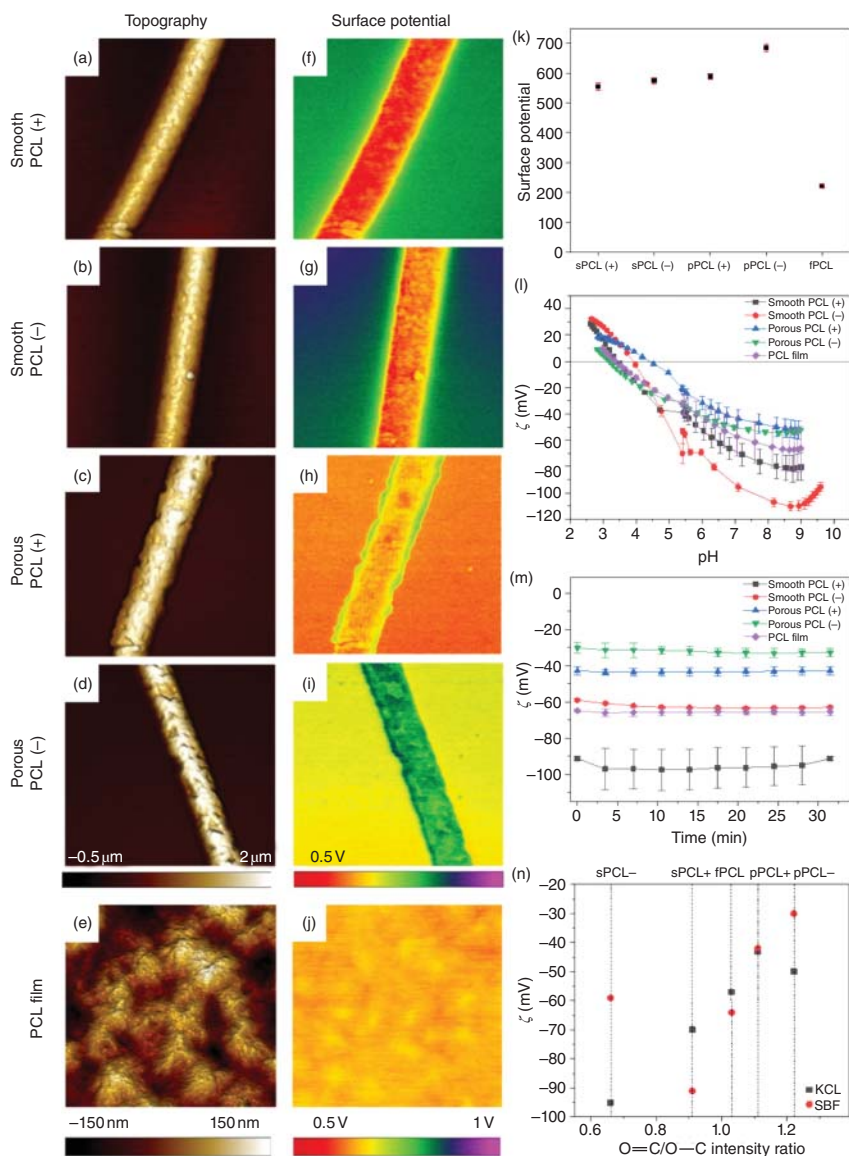 Topography
Surface potential
(a)
(f)
Smooth
PCL (+)
(b)
(g)
Smooth
PCL (−)
(c)
(h)
Porous
PCL (+)
(d)
(i)
Porous
PCL (−)
−0.5 μm
2 μm
0.5 V
(e)
(j)
PCL film
−150 nm
150 nm
0.5 V
1 V
(k)
700
600
500
400
300
200
100
0
Surface potential
sPCL (+)
sPCL (−)
pPCL (+)
pPCL (−)
fPCL
(l)
40
20
0
−20
−40
−60
−80
−100
−120
ζ (mV)
Smooth PCL (+)
Smooth PCL (−)
Porous PCL (+)
Porous PCL (−)
PCL film
2 3 4 5 6 7 8 9 10
pH
(m)
0
−20
−40
−60
−80
−100
ζ (mV)
Smooth PCL (+)
Smooth PCL (−)
Porous PCL (+)
Porous PCL (−)
PCL film
0 5 10 15 20 25 30
Time (min)
(n)
sPCL− sPCL+ fPCL pPCL+ pPCL−
−20
−30
−40
−50
−60
−70
−80
−90
−100
ζ (mV)
KCL
SBF
0.6 0.8 1.0 1.2
O=C/O—C intensity ratio